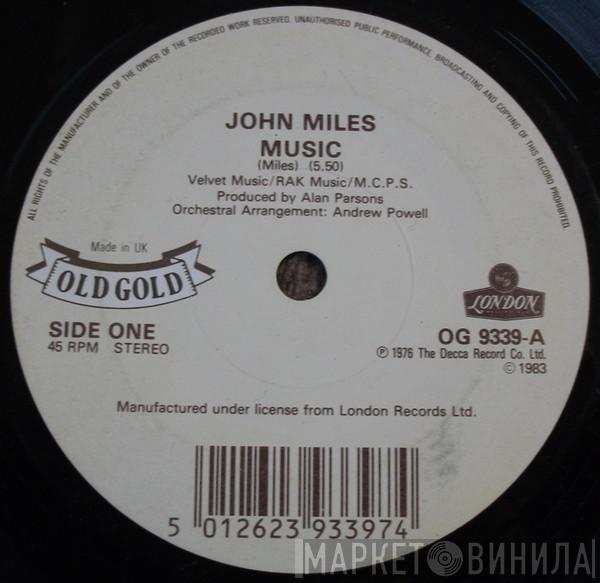 ALL RIGHTS OF THE MANUFACTURER AND OF THE OWNER OF THE RECORDED WORK RESERVED. UNAUTHORISED PUBLIC PERFORMANCE, BROADCASTING AND COPYING OF THIS RECORD PROHIBITED.
JOHN MILES
MUSIC
(Miles) (5.50)
Velvet Music/RAK Music/M.C.P.S.
Produced by Alan Parsons
Orchestral Arrangement: Andrew Powell
Made in UK
OLD GOLD
LONDON
SIDE ONE
45 RPM STEREO
OG 9339-A
℗ 1976 The Decca Record Co. Ltd.
© 1983
Manufactured under license from London Records Ltd.
5 012623 933974
МАРКЕТ ВИНИЛА